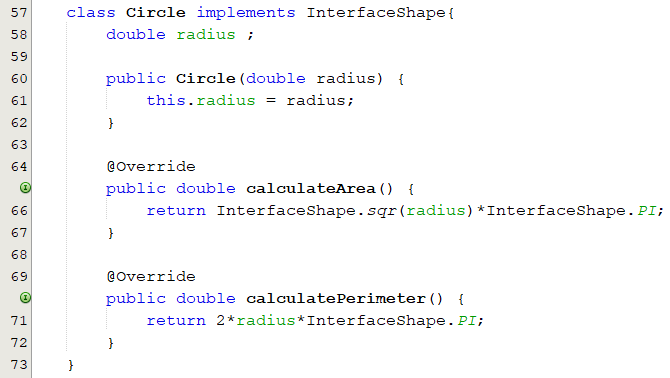 57 class Circle implements InterfaceShape{
58 double radius ;
59
60 public Circle(double radius) {
61 this.radius = radius;
62 }
63
64 @Override
public double calculateArea() {
66 return InterfaceShape.sqr(radius)*InterfaceShape.PI;
67 }
68
69 @Override
public double calculatePerimeter() {
71 return 2*radius*InterfaceShape.PI;
72 }
73 }